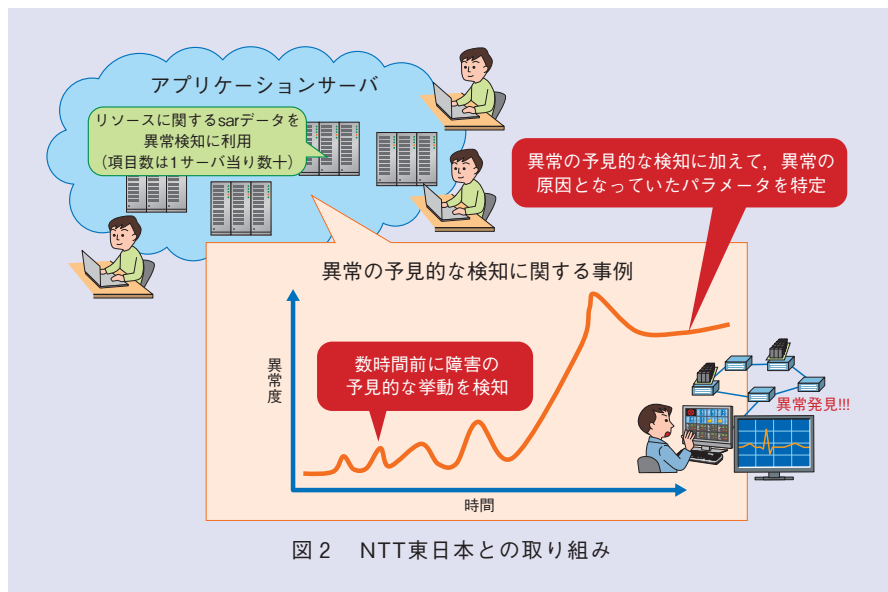 アプリケーションサーバ
リソースに関するsarデータを
異常検知に利用
（項目数は1サーバ当り数十）
異常の予見的な検知に加えて，異常の
原因となっていたパラメータを特定
異常の予見的な検知に関する事例
数時間前に障害の
予見的な挙動を検知
異常度
異常発見!!!
時間
図2　NTT東日本との取り組み